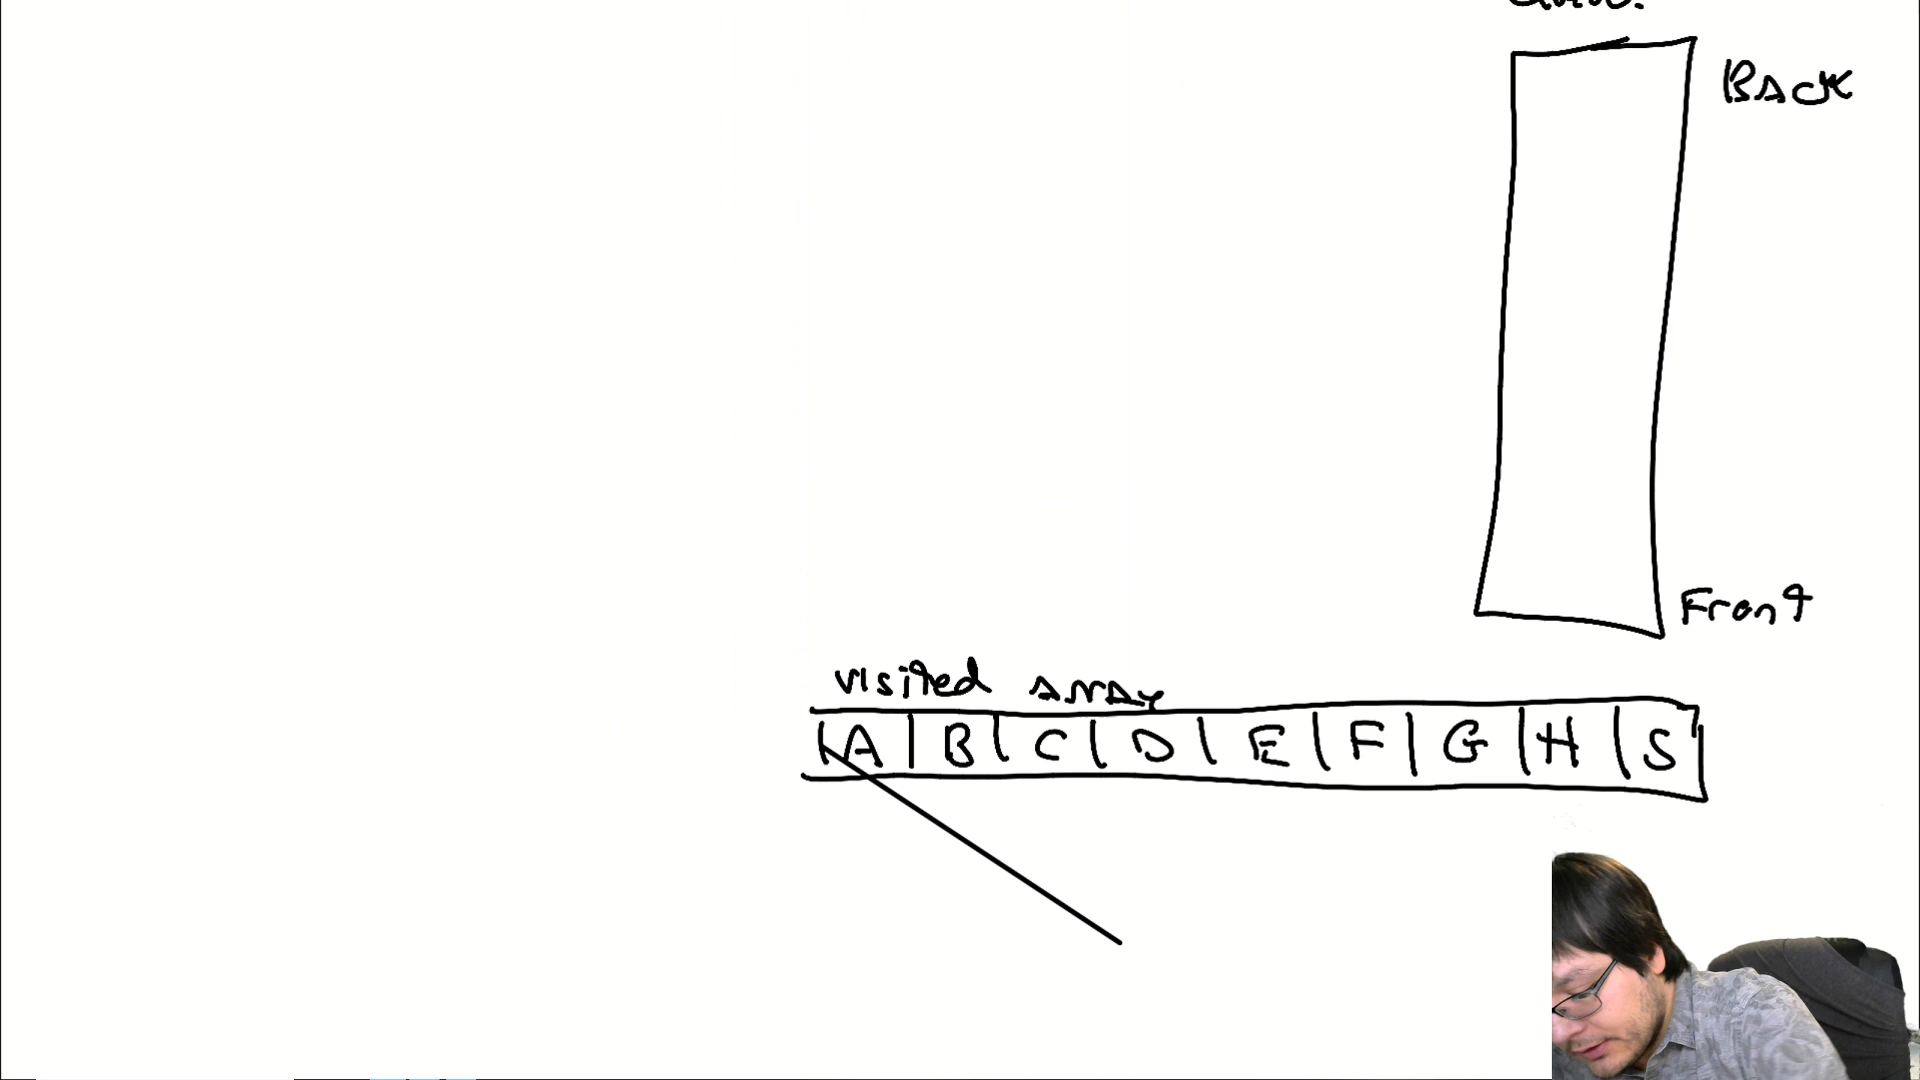 Back
Front
visited array
A | B | C | D | E | F | G | H | S